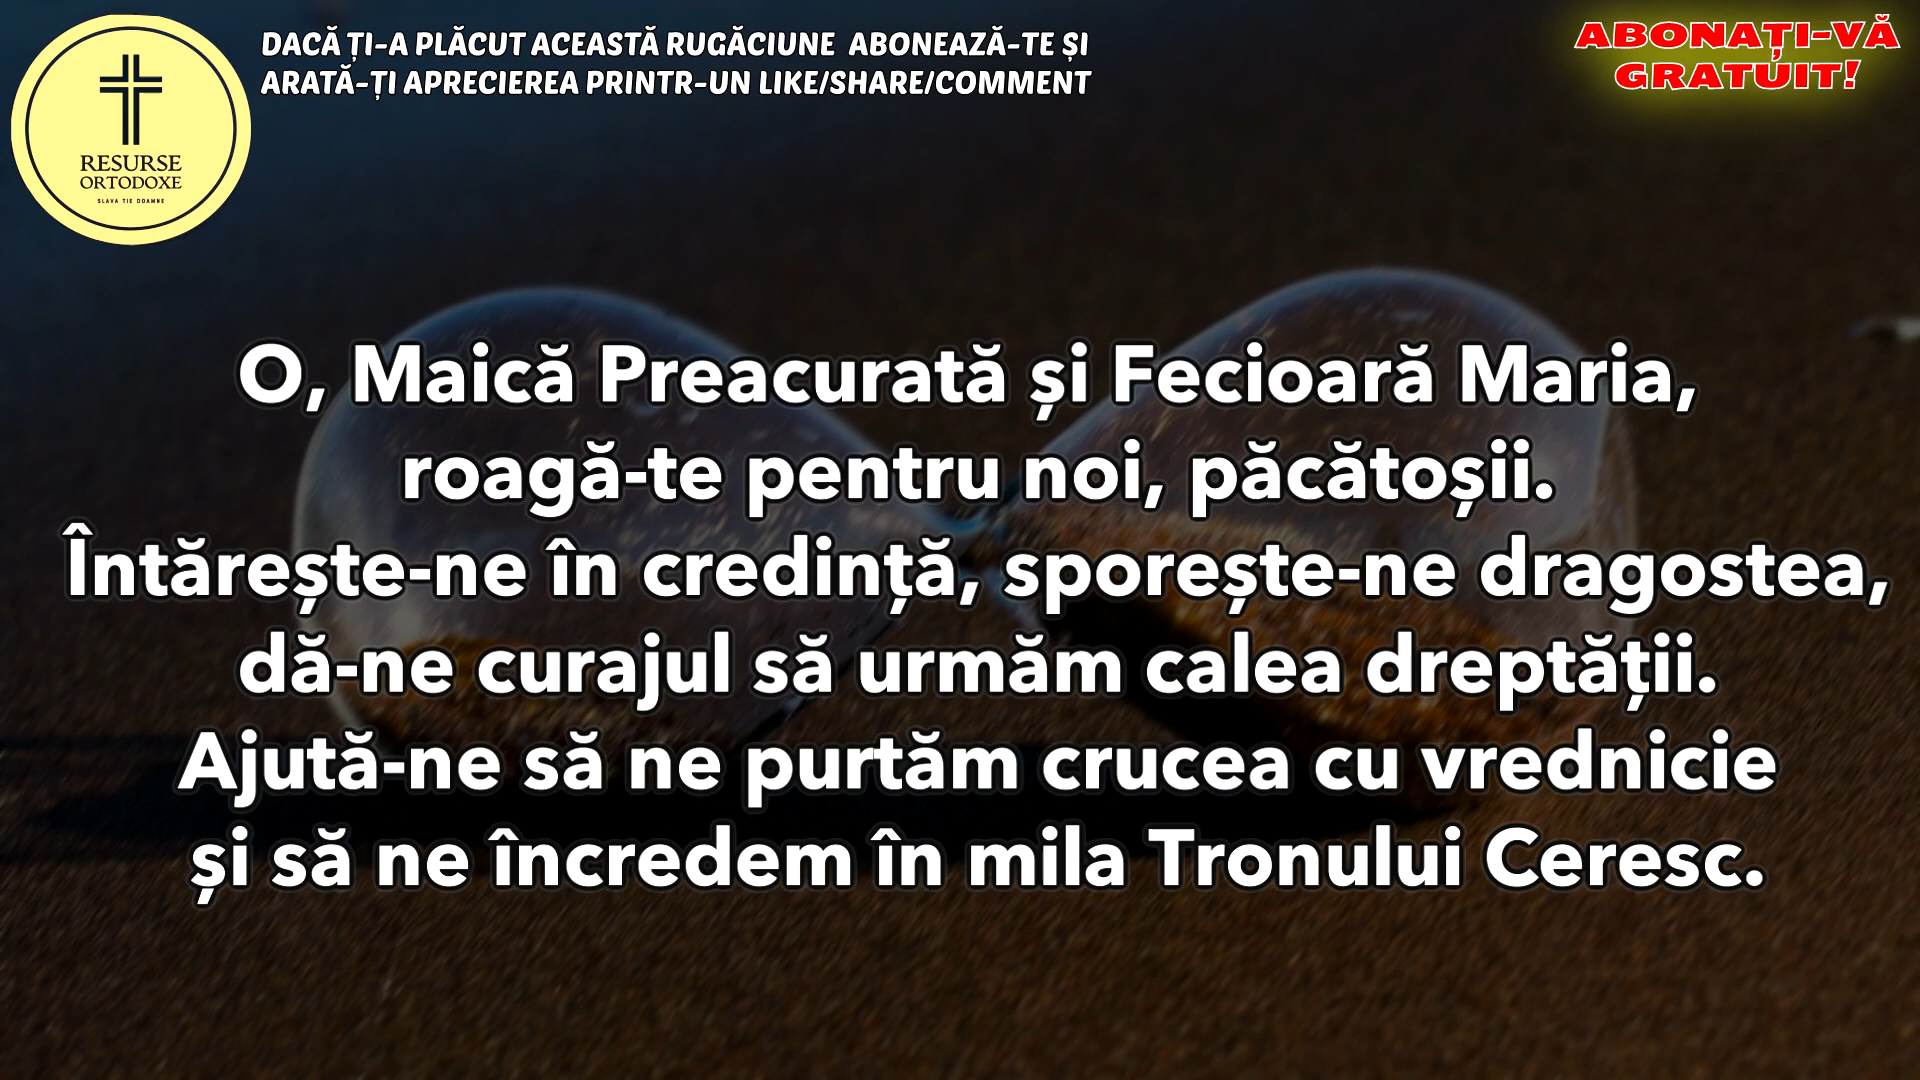 DACĂ ȚI-A PLĂCUT ACEASTĂ RUGĂCIUNE ABONEAZĂ-TE ȘI
ARATĂ-ȚI APRECIEREA PRINTR-UN LIKE/SHARE/COMMENT
ABONAȚI-VĂ
GRATUIT!
RESURSE
ORTODOXE
SLAVA TIE DOAMNE
O, Maică Preacurată și Fecioară Maria,
roagă-te pentru noi, păcătoșii.
Întărește-ne în credință, sporește-ne dragostea,
dă-ne curajul să urmăm calea dreptății.
Ajută-ne să ne purtăm crucea cu vrednicie
și să ne încredem în mila Tronului Ceresc.